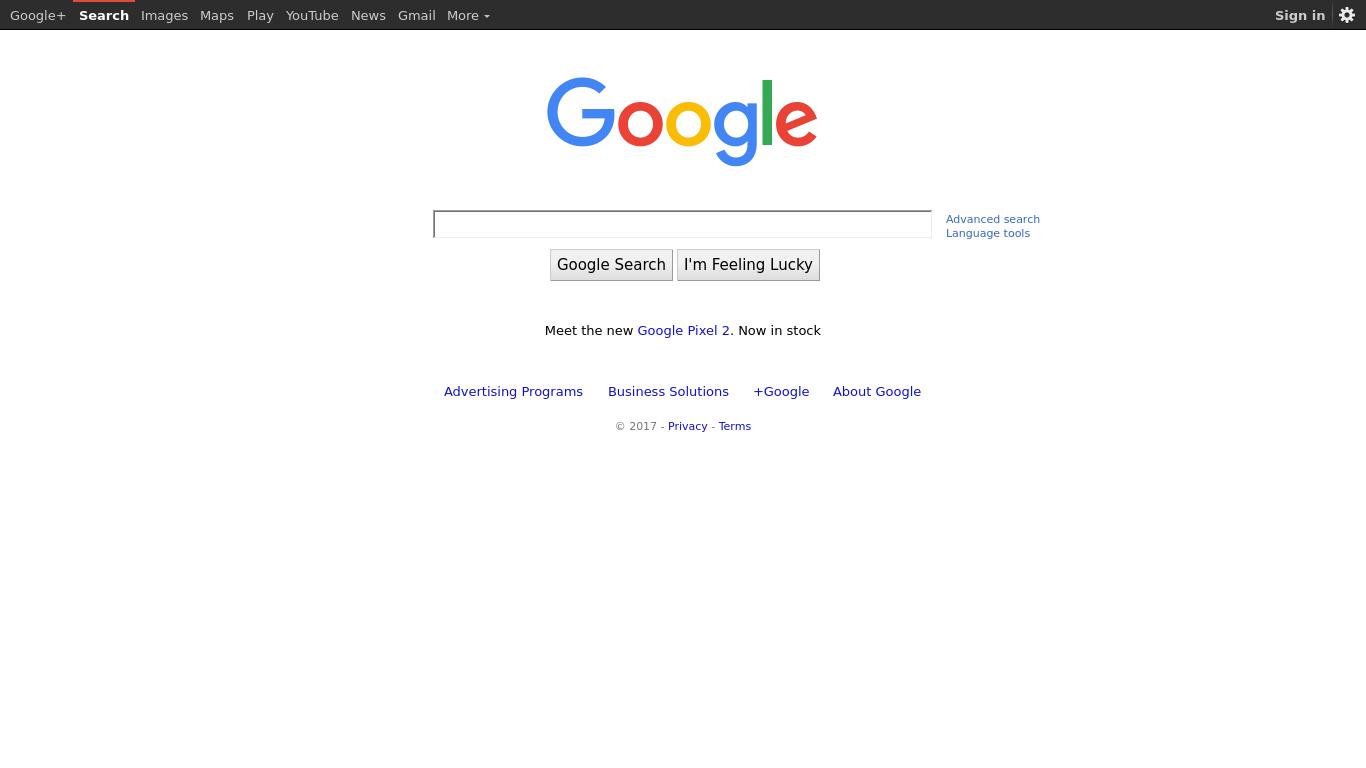 Google+ Search Images Maps Play YouTube News Gmail More Sign in
Google
Advanced search
Language tools
Google Search I'm Feeling Lucky
Meet the new Google Pixel 2. Now in stock
Advertising Programs Business Solutions +Google About Google
© 2017 - Privacy - Terms